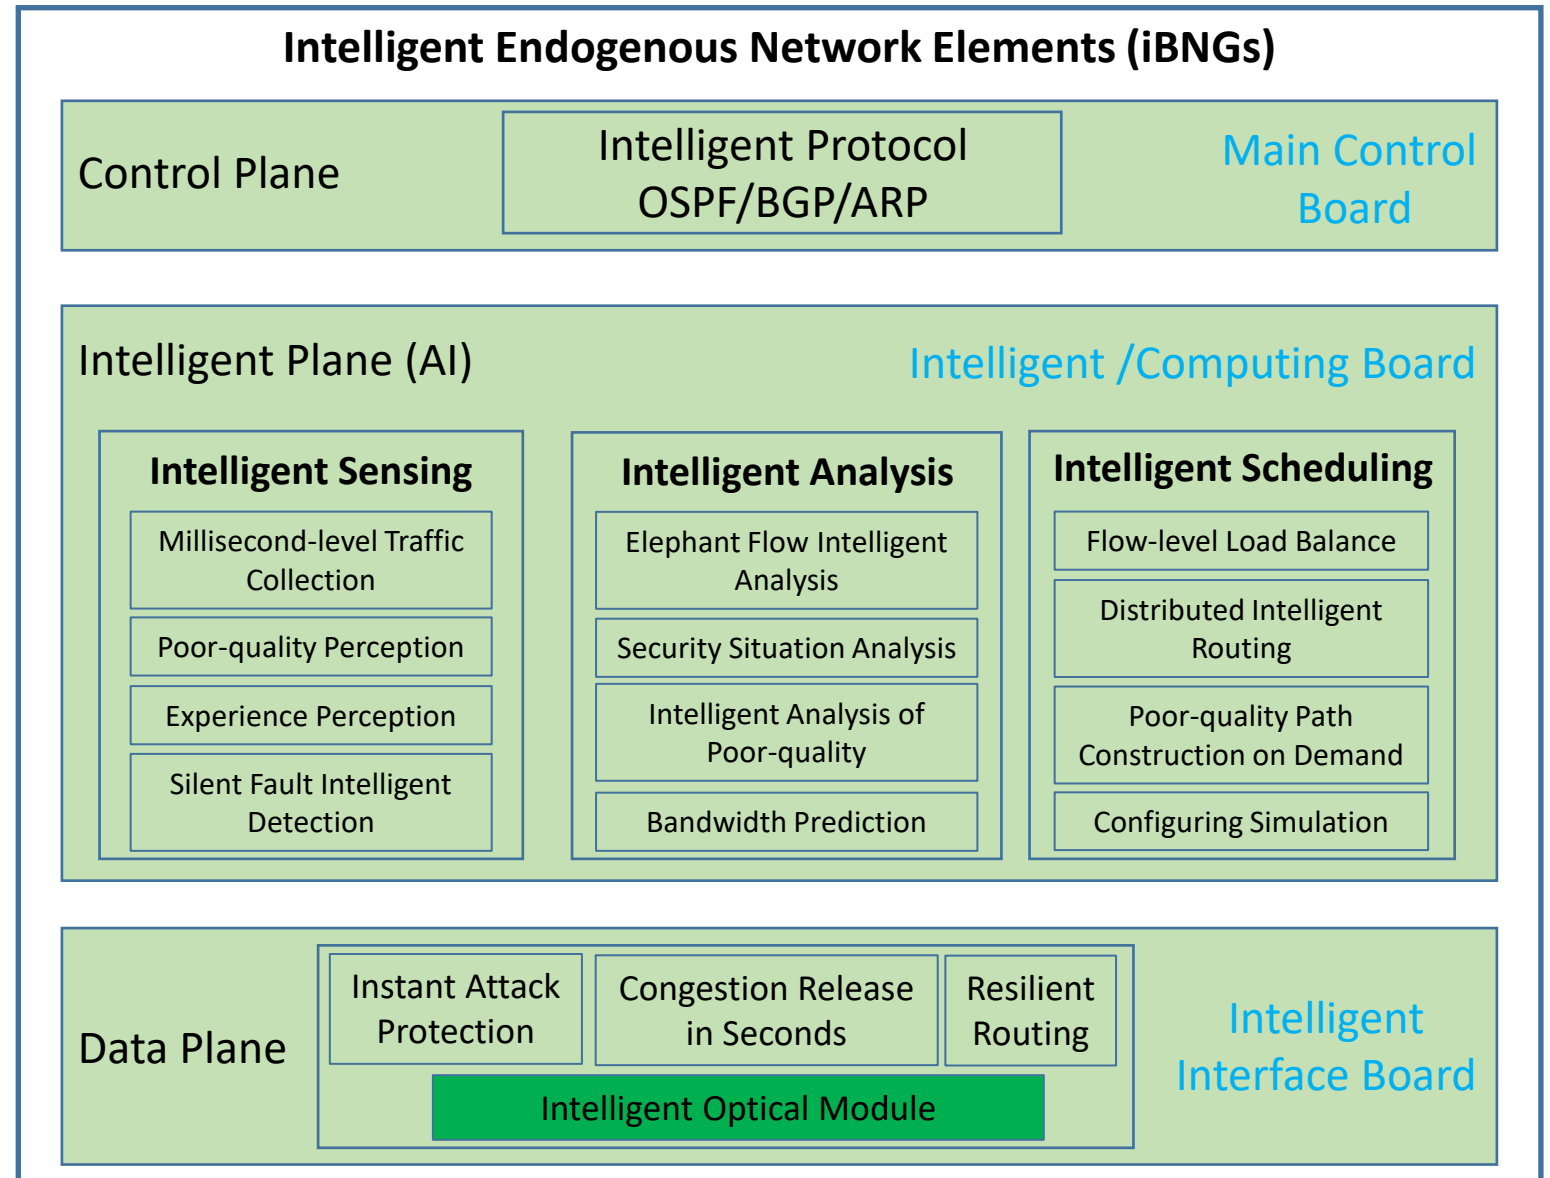 Intelligent Endogenous Network Elements (iBNGs)
Control Plane
Intelligent Protocol
OSPF/BGP/ARP
Main Control
Board
Intelligent Plane (AI)
Intelligent /Computing Board
Intelligent Sensing
Millisecond-level Traffic
Collection
Poor-quality Perception
Experience Perception
Silent Fault Intelligent
Detection
Intelligent Analysis
Elephant Flow Intelligent
Analysis
Security Situation Analysis
Intelligent Analysis of
Poor-quality
Bandwidth Prediction
Intelligent Scheduling
Flow-level Load Balance
Distributed Intelligent
Routing
Poor-quality Path
Construction on Demand
Configuring Simulation
Data Plane
Instant Attack
Protection
Congestion Release
in Seconds
Resilient
Routing
Intelligent Optical Module
Intelligent
Interface Board